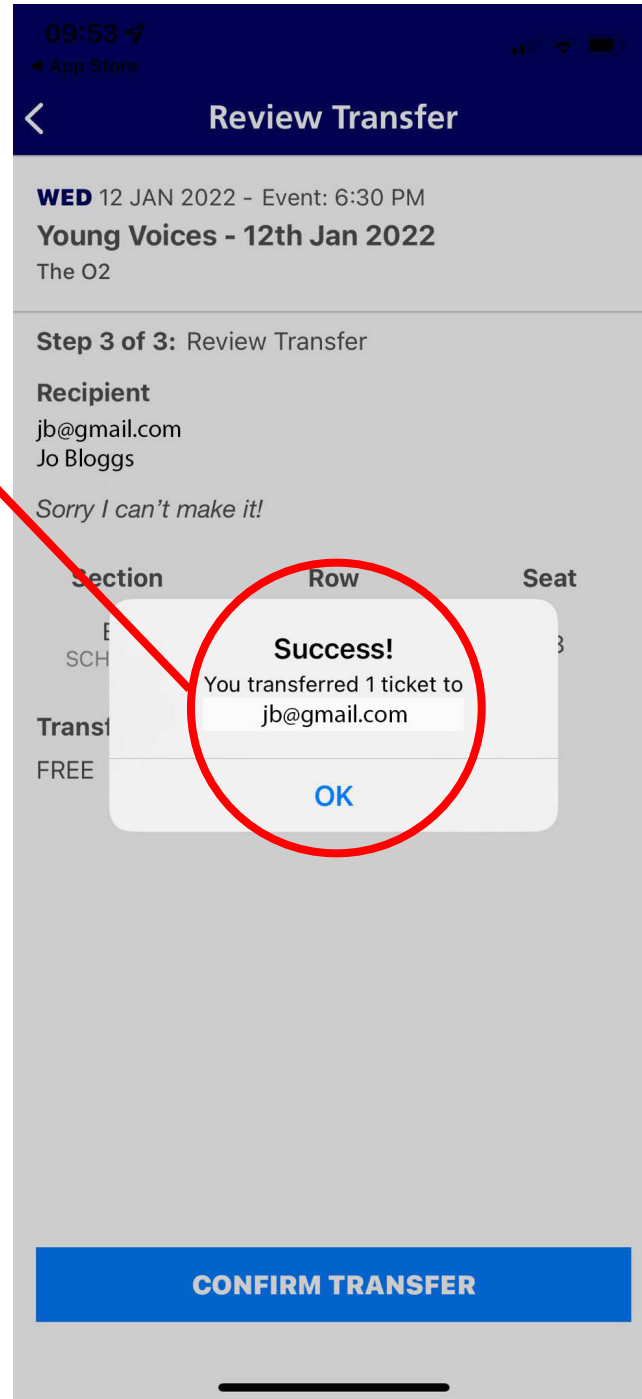 09:53
◀ App Store
Review Transfer
WED 12 JAN 2022 - Event: 6:30 PM
Young Voices - 12th Jan 2022
The O2
Step 3 of 3: Review Transfer
Recipient
jb@gmail.com
Jo Bloggs
Sorry I can't make it!
Section Row Seat
Success!
You transferred 1 ticket to
jb@gmail.com
FREE
OK
CONFIRM TRANSFER